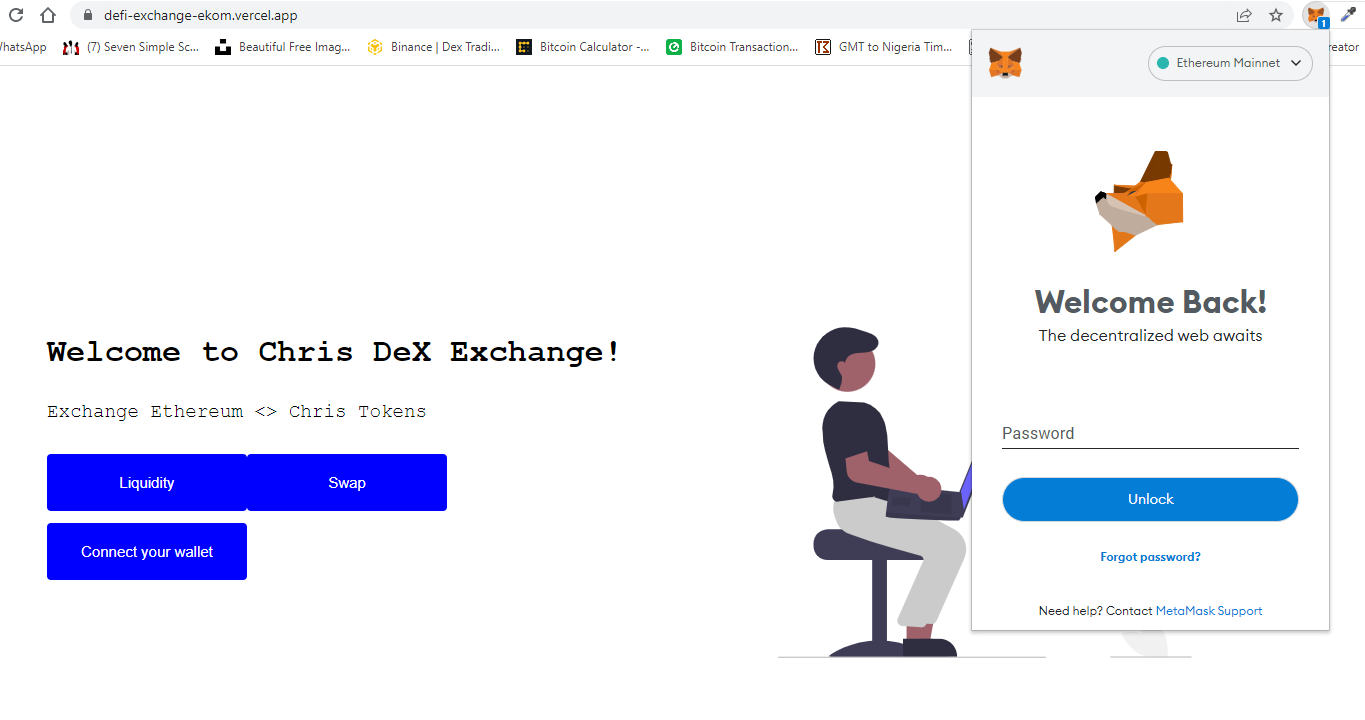 defi-exchange-ekom.vercel.app
1
WhatsApp (7) Seven Simple Sc... Beautiful Free Imag... Binance | Dex Tradi... Bitcoin Calculator -... Bitcoin Transaction... GMT to Nigeria Tim...
Ethereum Mainnet
Welcome Back!
The decentralized web awaits
Password
Unlock
Forgot password?
Need help? Contact MetaMask Support
Welcome to Chris DeX Exchange!
Exchange Ethereum <> Chris Tokens
Liquidity Swap
Connect your wallet